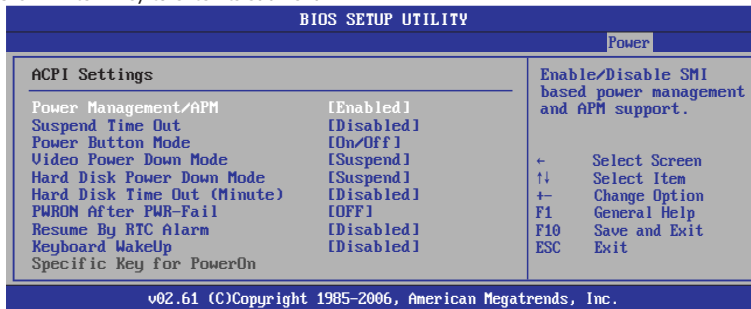 BIOS SETUP UTILITY
Power
ACPI Settings
Power Management/APM [Enabled]
Suspend Time Out [Disabled]
Power Button Mode [On/Off]
Video Power Down Mode [Suspend]
Hard Disk Power Down Mode [Suspend]
Hard Disk Time Out (Minute) [Disabled]
PWRON After PWR-Fail [OFF]
Resume By RTC Alarm [Disabled]
Keyboard WakeUp [Disabled]
Specific Key for PowerOn
Enable/Disable SMI
based power management
and APM support.
← Select Screen
↑↓ Select Item
+- Change Option
F1 General Help
F10 Save and Exit
ESC Exit
v02.61 (C)Copyright 1985-2006, American Megatrends, Inc.